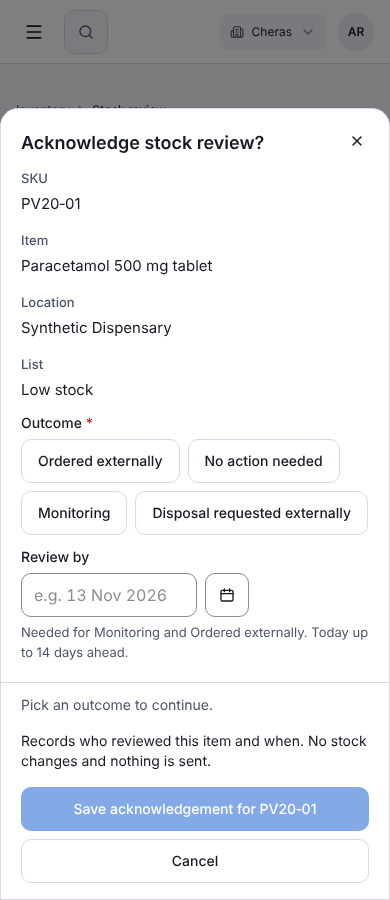 Cheras
AR
Inventory
Stock review
Acknowledge stock review?
SKU
PV20-01
Item
Paracetamol 500 mg tablet
Location
Synthetic Dispensary
List
Low stock
Outcome *
Ordered externally
No action needed
Monitoring
Disposal requested externally
Review by
e.g. 13 Nov 2026
Needed for Monitoring and Ordered externally. Today up
to 14 days ahead.
Pick an outcome to continue.
Records who reviewed this item and when. No stock
changes and nothing is sent.
Save acknowledgement for PV20-01
Cancel